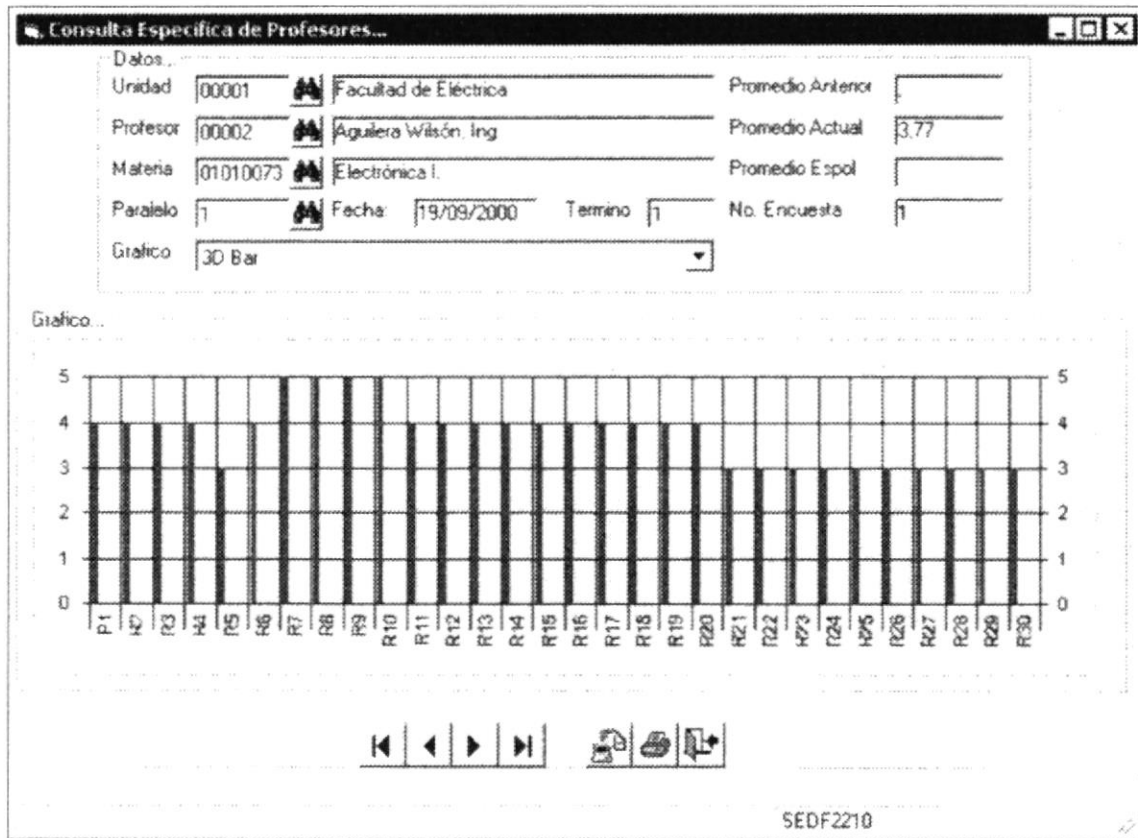 Consulta Especifica de Profesores...
Datos...
Unidad 00001 Facultad de Eléctrica Promedio Anterior .
Profesor 00002 Aguilera Wilsón. Ing Promedio Actual 3.77
Materia 01010073 Electrónica I. Promedio Espol
Paralelo 1 Fecha: 19/09/2000 Termino 1 No. Encuesta 1
Grafico 3D Bar
Grafico...
5 5
4 4
3 3
2 2
1 1
0 0
R1 R2 R3 R4 R5 R6 R7 R8 R9 R10 R11 R12 R13 R14 R15 R16 R17 R18 R19 R20 R21 R22 R23 R24 R25 R26 R27 R28 R29 R30
SEDF2210